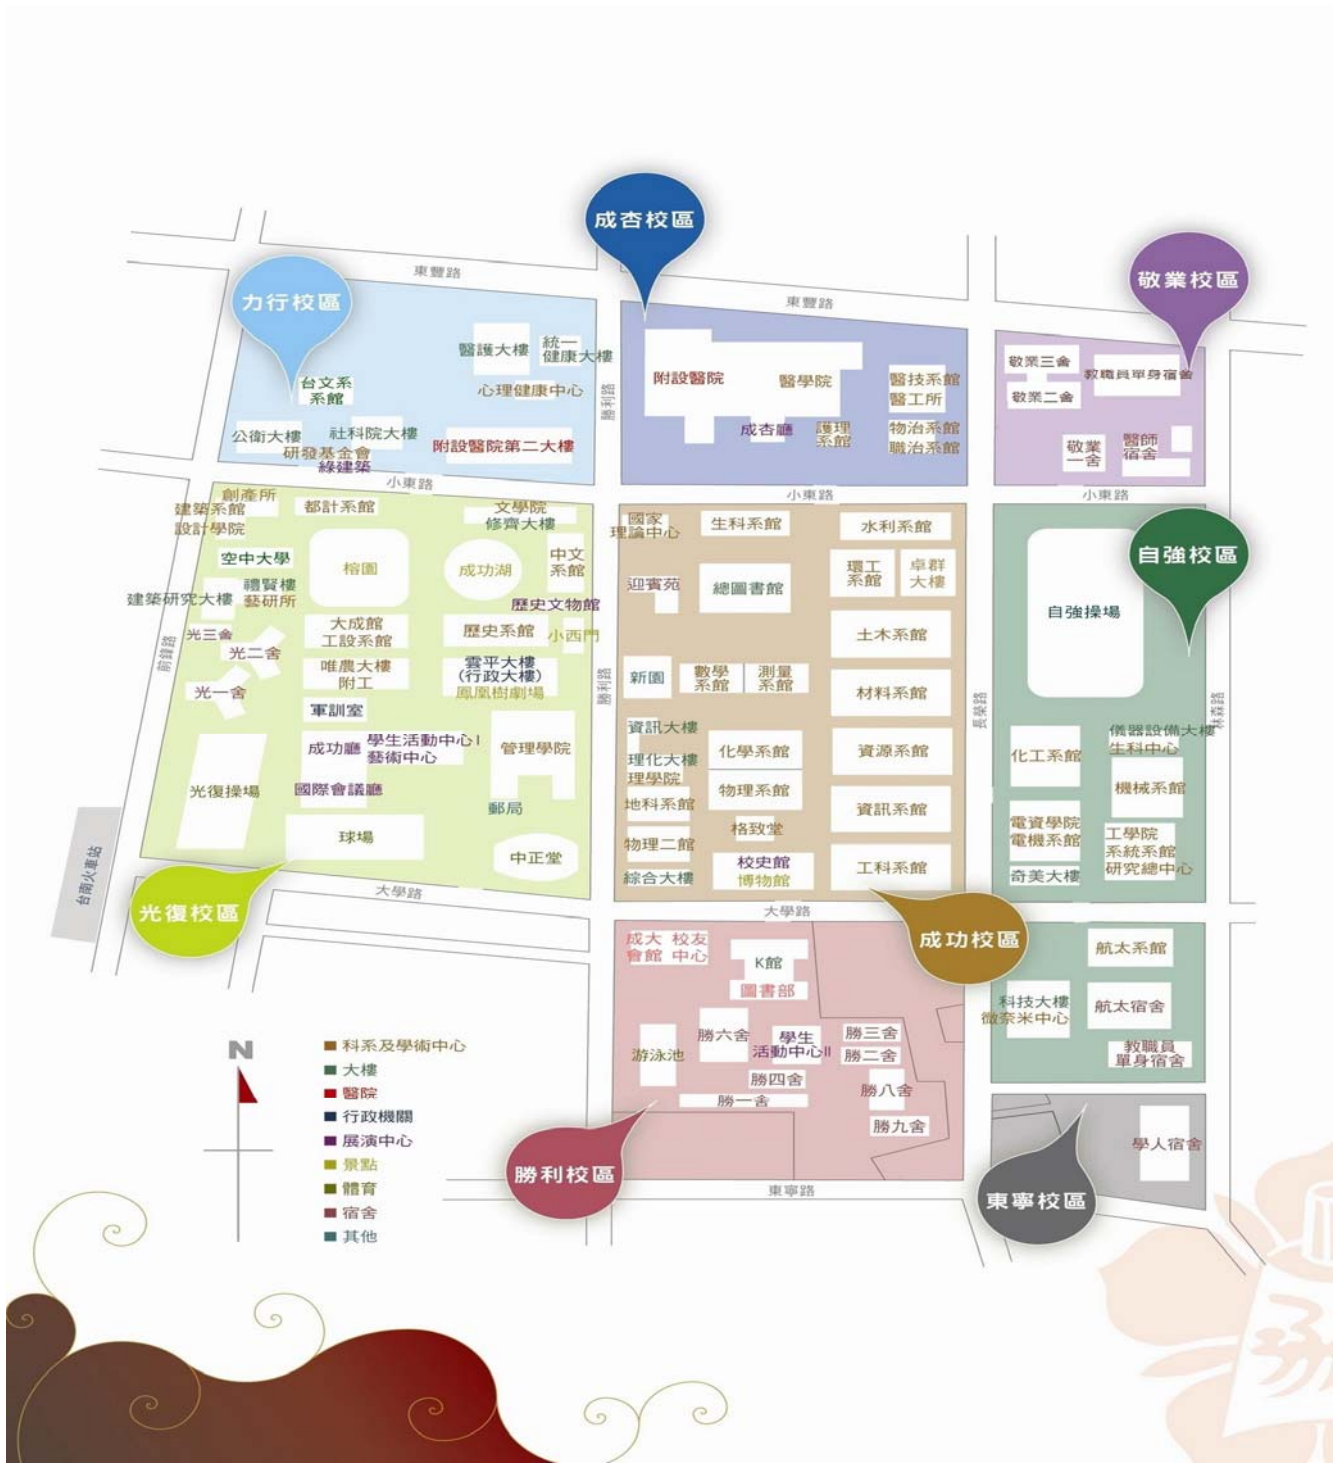 成杏校區
敬業校區
力行校區
東豐路
東豐路
醫護大樓
統一
健康大樓
心理健康中心
台文系
系館
公衛大樓
社科院大樓
研發基金會
綠建築
附設醫院第二大樓
勝利路
附設醫院
醫學院
醫技系館
醫工所
成杏廳
護理
系館
物治系館
職治系館
敬業三舍
教職員單身宿舍
敬業二舍
敬業
一舍
醫師
宿舍
小東路
小東路
小東路
創產所
建築系館
設計學院
都計系館
文學院
修齊大樓
空中大學
榕園
成功湖
中文
系館
禮賢樓
藝研所
建築研究大樓
歷史文物館
光三舍
光二舍
光一舍
大成館
工設系館
歷史系館
小西門
唯農大樓
附工
雲平大樓
(行政大樓)
鳳凰樹劇場
軍訓室
成功廳
學生活動中心I
藝術中心
管理學院
國際會議廳
光復操場
郵局
球場
中正堂
前鋒路
勝利路
台南火車站
光復校區
大學路
國家
理論中心
生科系館
水利系館
迎賓苑
總圖書館
環工
系館
卓群
大樓
土木系館
新園
數學
系館
測量
系館
材料系館
資訊大樓
理化大樓
理學院
化學系館
資源系館
地科系館
物理系館
資訊系館
物理二館
格致堂
綜合大樓
校史館
博物館
工科系館
長榮路
大學路
成功校區
自強校區
自強操場
林森路
儀器設備大樓
生科中心
化工系館
機械系館
電資學院
電機系館
工學院
系統系館
研究總中心
奇美大樓
航太系館
科技大樓
微奈米中心
航太宿舍
教職員
單身宿舍
成大 校友
會館 中心
K館
圖書部
勝六舍
學生
活動中心II
勝三舍
勝二舍
游泳池
勝四舍
勝一舍
勝八舍
勝九舍
勝利校區
東寧路
東寧校區
學人宿舍
N
科系及學術中心
大樓
醫院
行政機關
展演中心
景點
體育
宿舍
其他